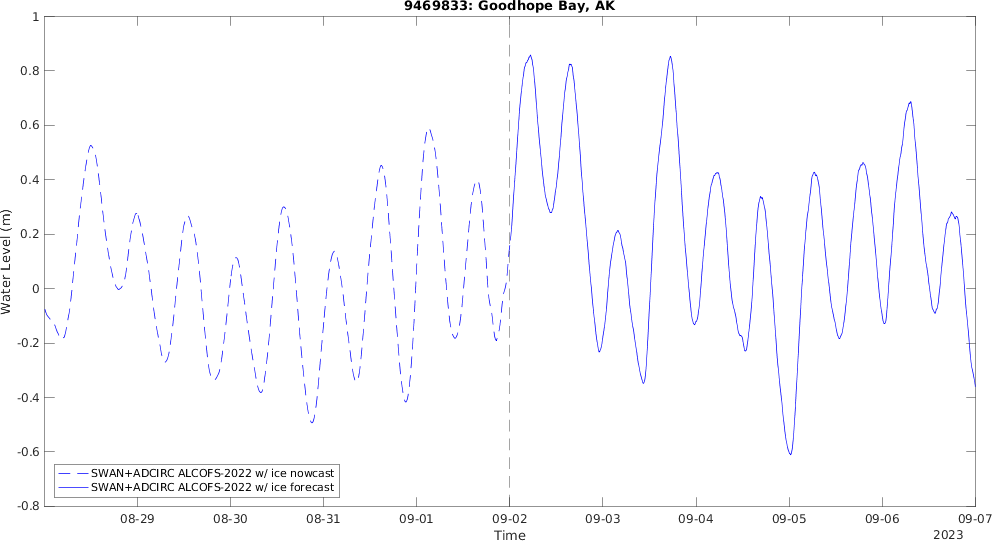 9469833: Goodhope Bay, AK
1
0.8
0.6
0.4
0.2
0
-0.2
-0.4
-0.6
-0.8
Water Level (m)
SWAN+ADCIRC ALCOFS-2022 w/ ice nowcast
SWAN+ADCIRC ALCOFS-2022 w/ ice forecast
08-29 08-30 08-31 09-01 09-02 09-03 09-04 09-05 09-06 09-07
Time
2023